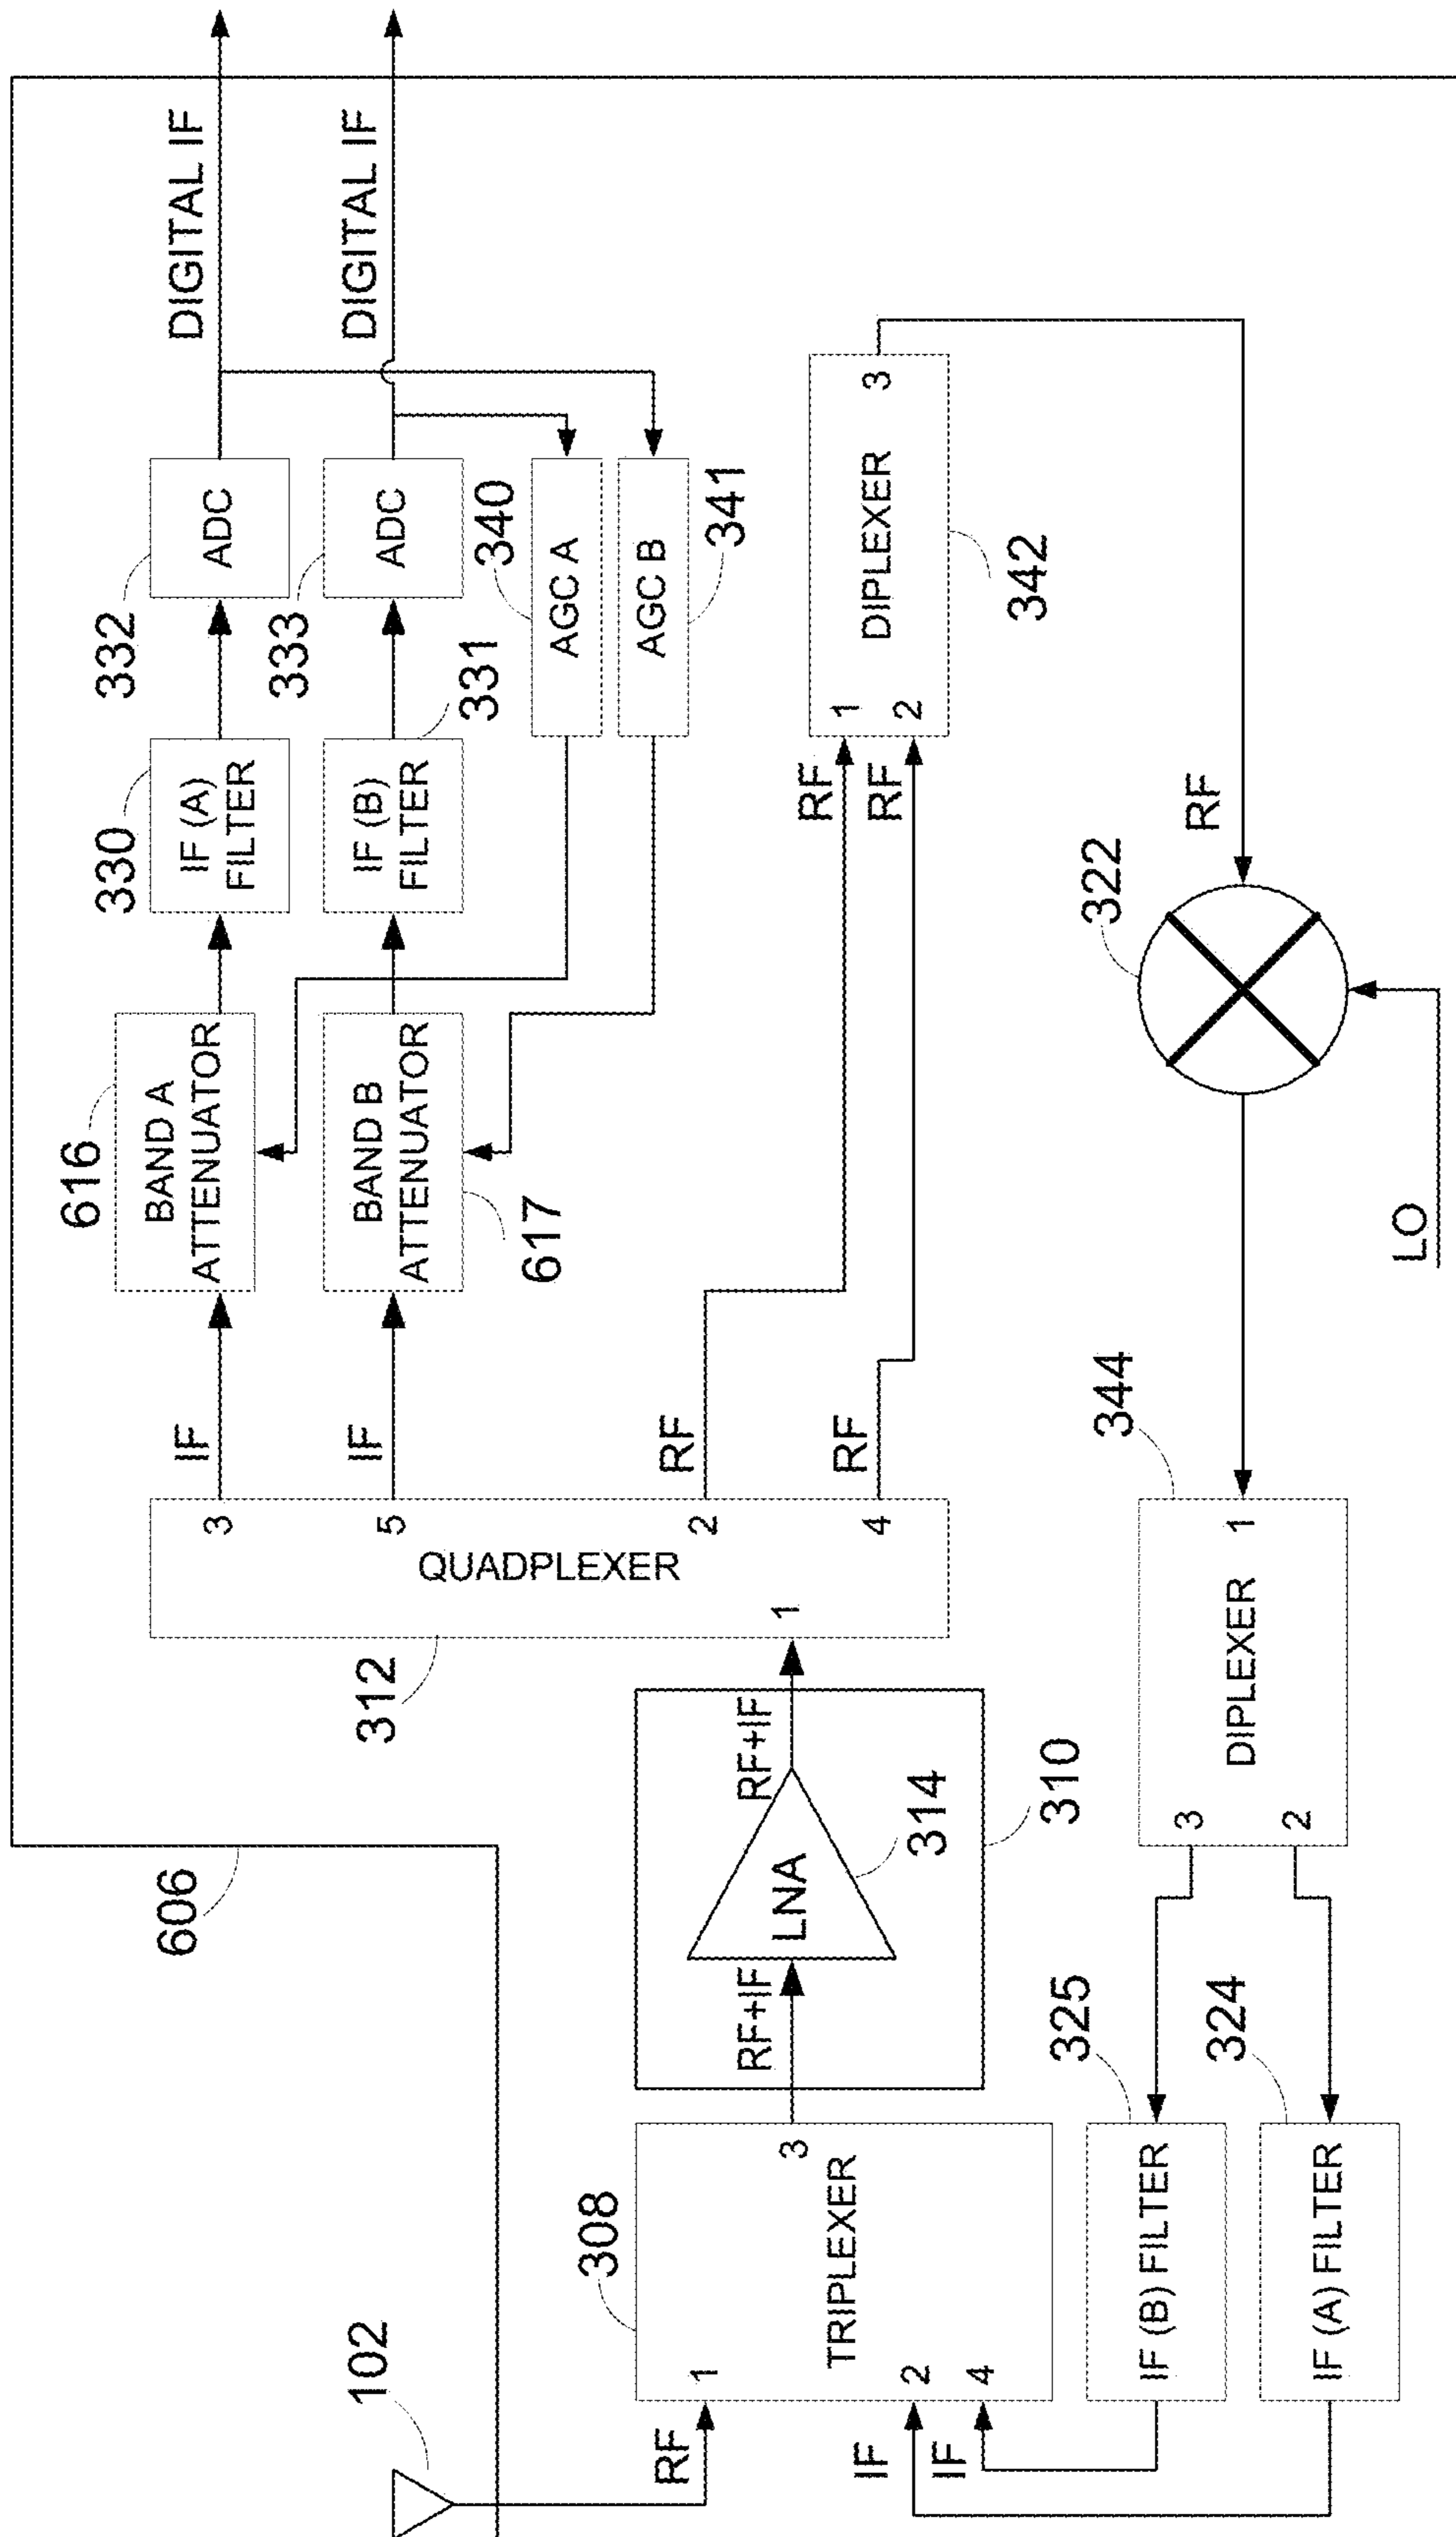 102
RF
IF
IF
1
2
4
TRIPLEXER
3
308
IF (B) FILTER
325
IF (A) FILTER
324
606
RF+IF
LNA
RF+IF
314
310
312
1
QUADPLEXER
3
5
2
4
IF
IF
RF
RF
616
BAND A
ATTENUATOR
BAND B
ATTENUATOR
617
330
IF (A)
FILTER
IF (B)
FILTER
331
332
ADC
333
ADC
340
AGC A
AGC B
341
DIGITAL IF
DIGITAL IF
RF
RF
1
2
DIPLEXER
3
342
RF
322
LO
344
3
2
DIPLEXER
1